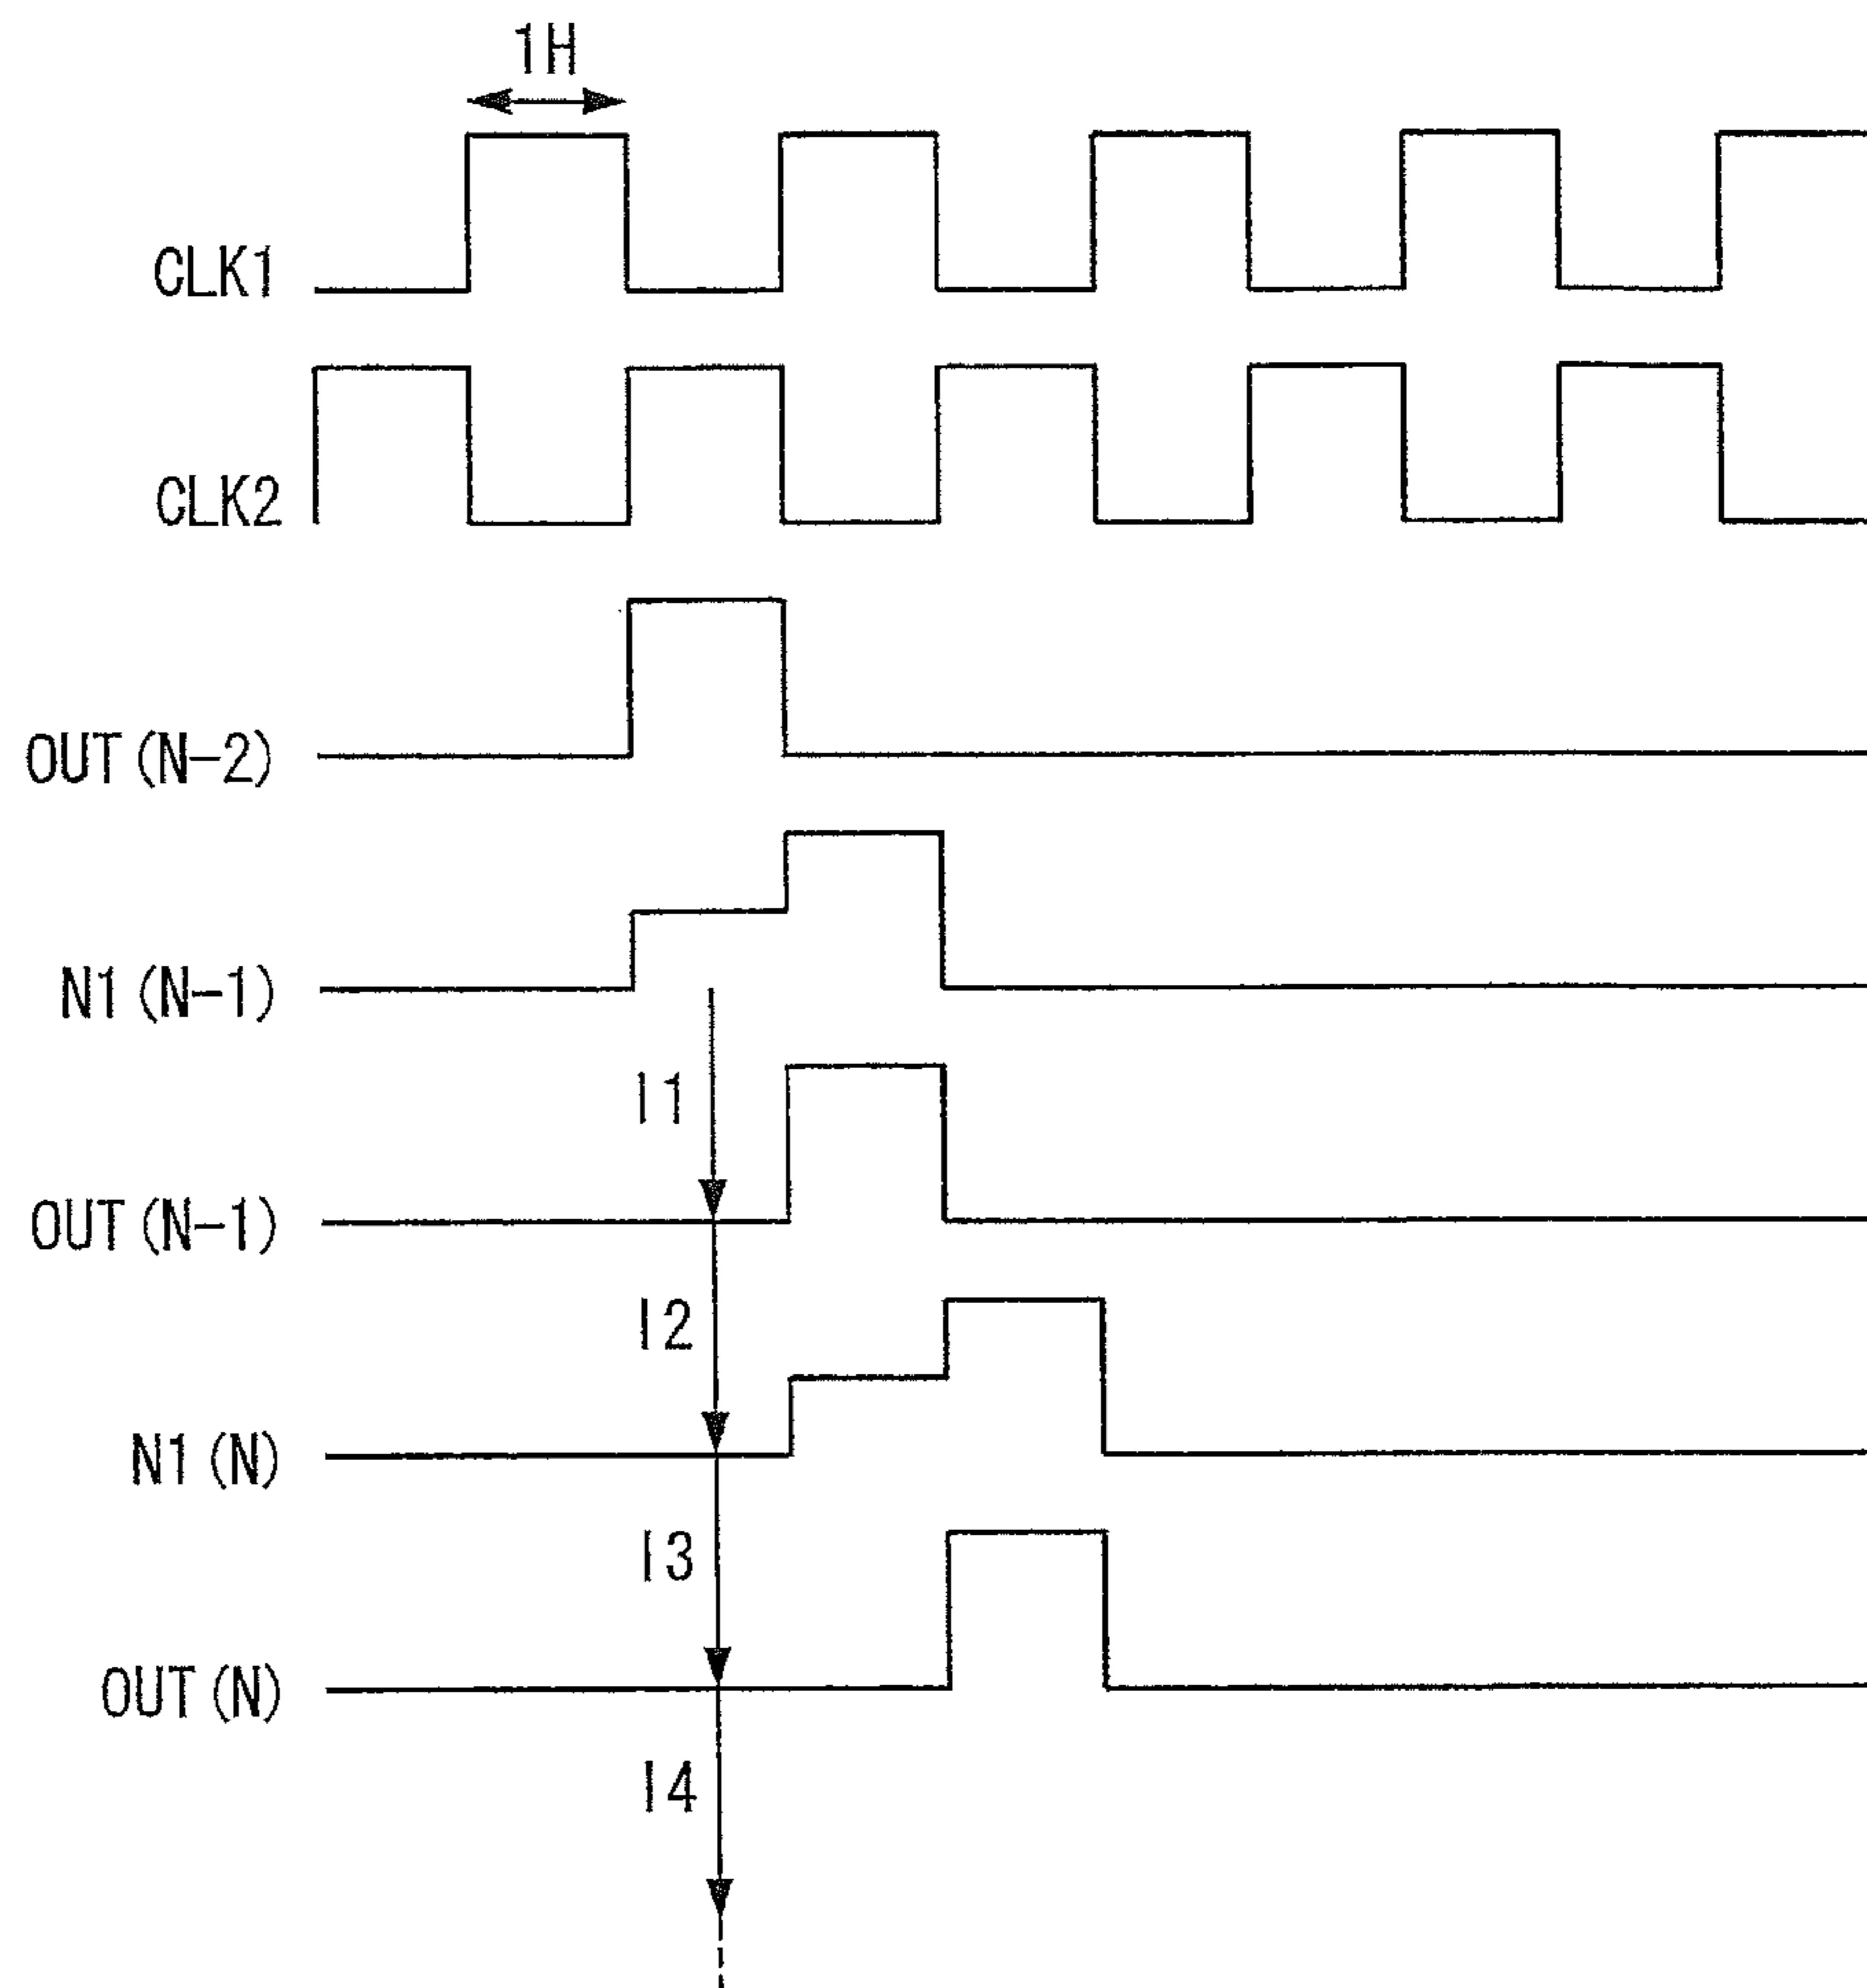 1H
CLK1
CLK2
OUT(N-2)
N1(N-1)
I1
OUT(N-1)
I2
N1(N)
I3
OUT(N)
I4